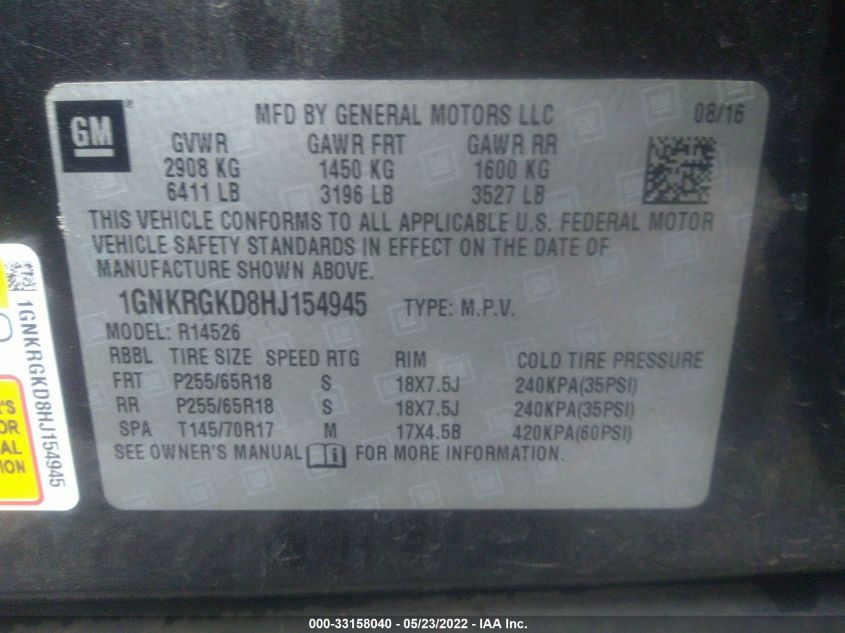 GM
MFD BY GENERAL MOTORS LLC 08/16
GVWR GAWR FRT GAWR RR
2908 KG 1450 KG 1600 KG
6411 LB 3196 LB 3527 LB
THIS VEHICLE CONFORMS TO ALL APPLICABLE U.S. FEDERAL MOTOR
VEHICLE SAFETY STANDARDS IN EFFECT ON THE DATE OF
MANUFACTURE SHOWN ABOVE.
1GNKRGKD8HJ154945 TYPE: M.P.V.
MODEL: R14526
RBBL TIRE SIZE SPEED RTG RIM COLD TIRE PRESSURE
FRT P255/65R18 S 18X7.5J 240KPA(35PSI)
RR P255/65R18 S 18X7.5J 240KPA(35PSI)
SPA T145/70R17 M 17X4.5B 420KPA(60PSI)
SEE OWNER'S MANUAL FOR MORE INFORMATION.
1GNKRGKD8HJ154945
R'S
OR
AL
ION
000-33158040 - 05/23/2022 - IAA Inc.